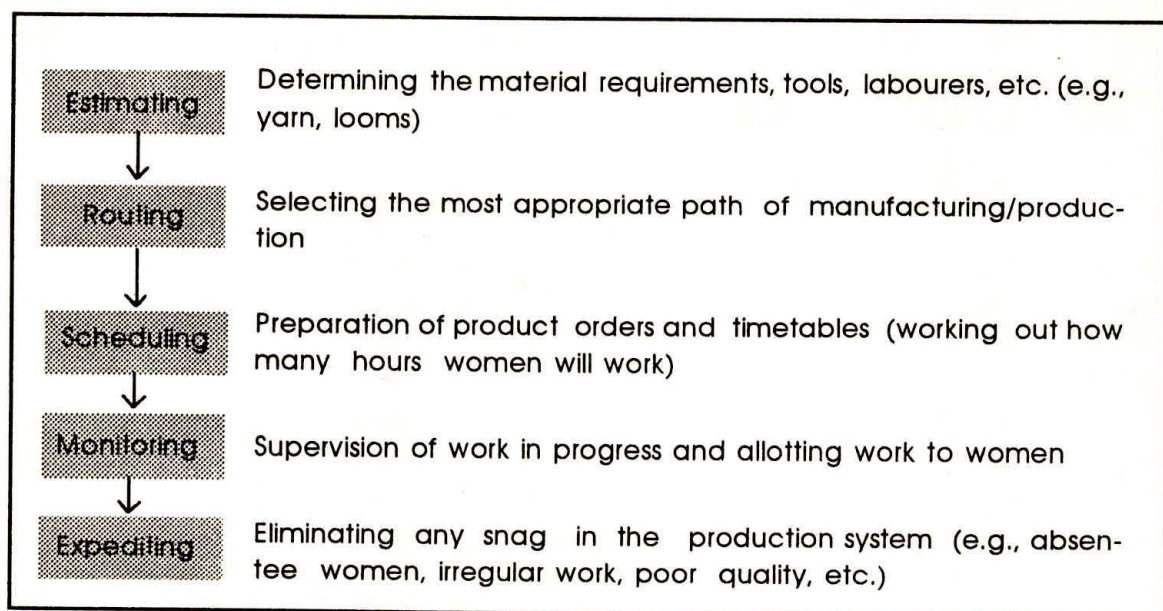 Estimating
Determining the material requirements, tools, labourers, etc. (e.g.,
yarn, looms)
Routing
Selecting the most appropriate path of manufacturing/produc-
tion
Scheduling
Preparation of product orders and timetables (working out how
many hours women will work)
Monitoring
Supervision of work in progress and allotting work to women
Expediting
Eliminating any snag in the production system (e.g., absen-
tee women, irregular work, poor quality, etc.)